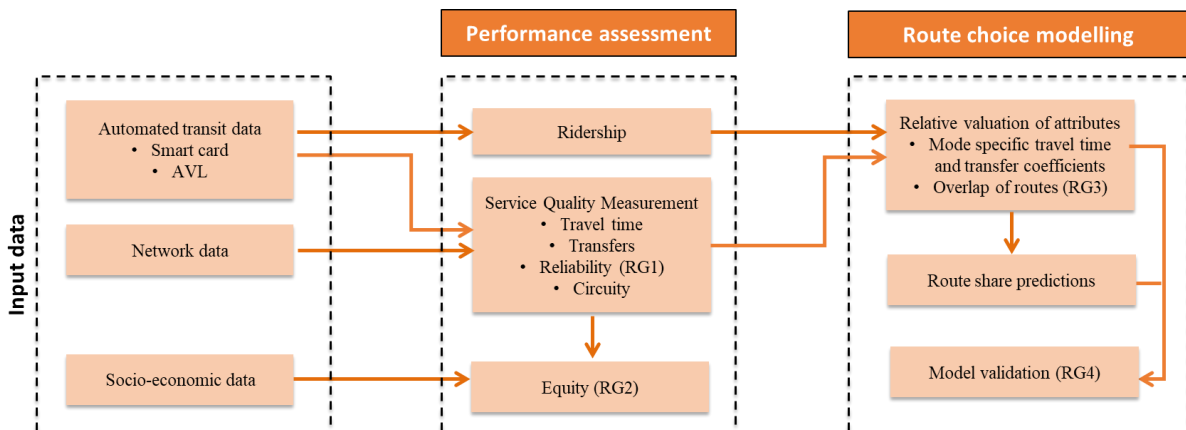 Performance assessment
Route choice modelling
Input data
Automated transit data
• Smart card
• AVL
Network data
Socio-economic data
Ridership
Service Quality Measurement
• Travel time
• Transfers
• Reliability (RG1)
• Circuity
Equity (RG2)
Relative valuation of attributes
• Mode specific travel time
and transfer coefficients
• Overlap of routes (RG3)
Route share predictions
Model validation (RG4)